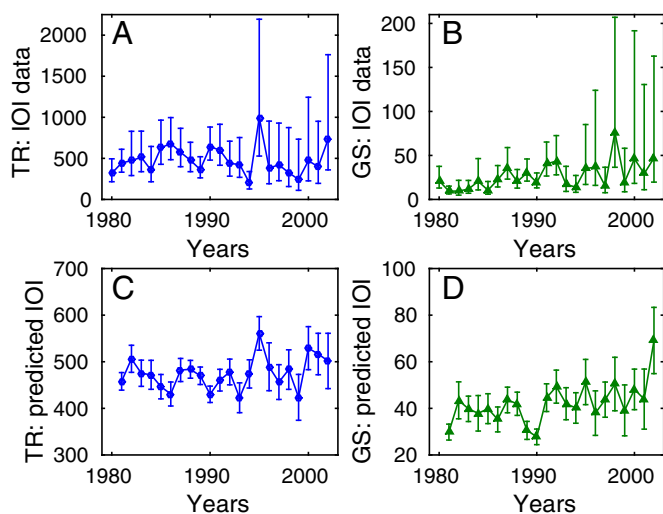 A
TR: IOI data
2000
1000
500
0
1980
1990
2000
Years
B
GS: IOI data
200
150
100
50
0
1980
1990
2000
Years
C
TR: predicted IOI
700
600
500
400
300
1980
1990
2000
Years
D
GS: predicted IOI
100
80
60
40
20
1980
1990
2000
Years